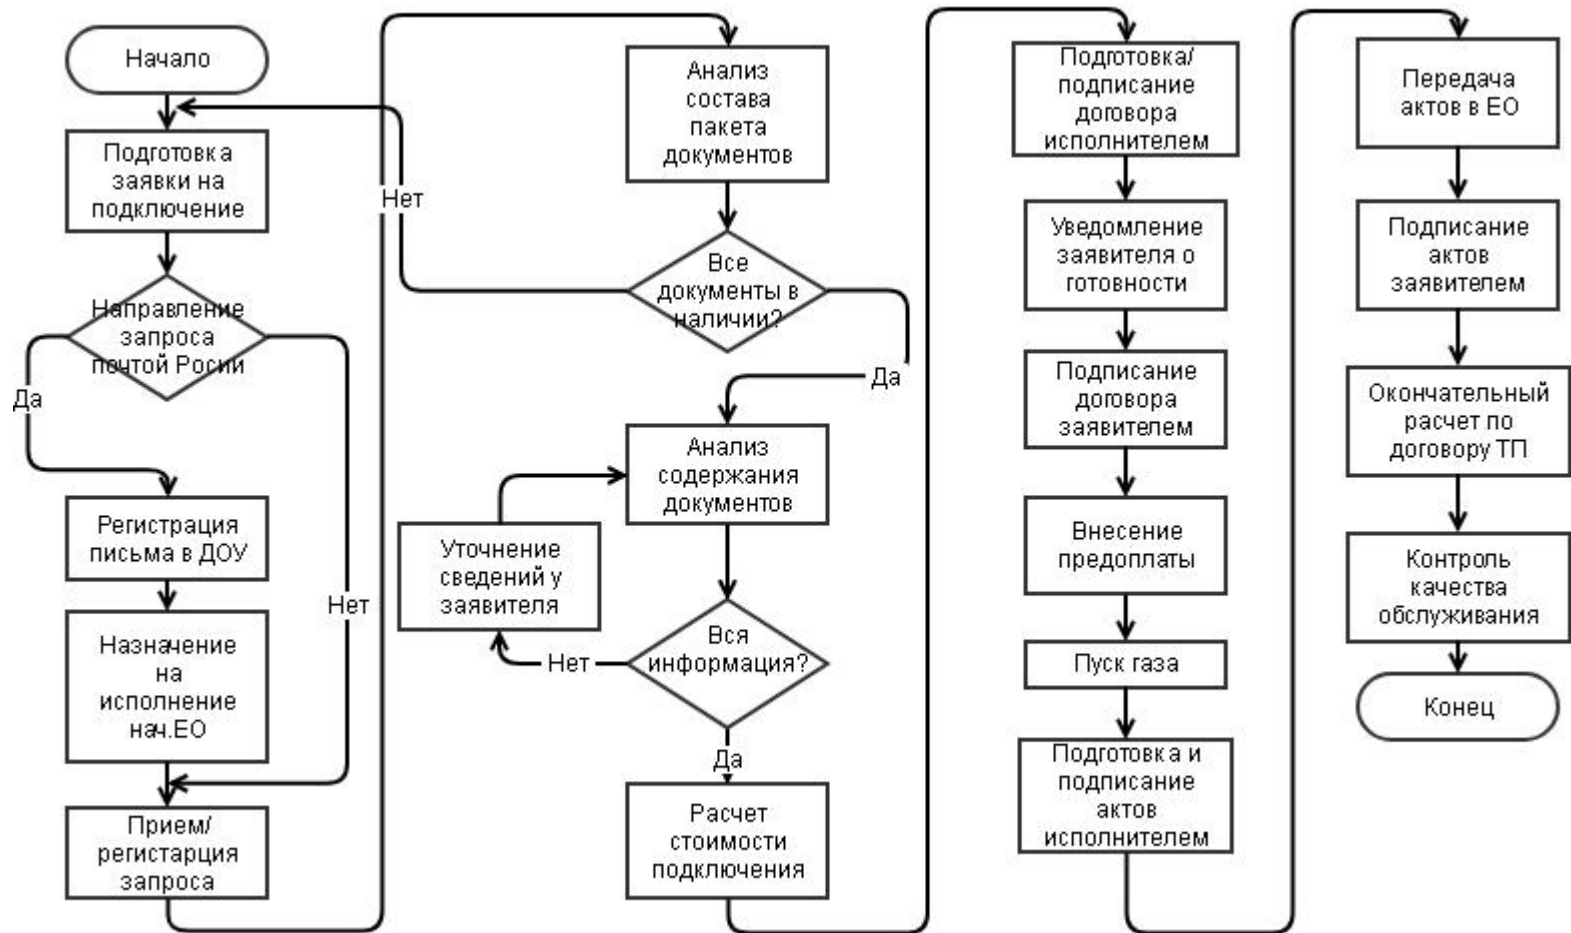 Начало
Подготовка
заявки на
подключение
Направление
запроса
почтой Росии
Да
Нет
Регистрация
письма в ДОУ
Назначение
на
исполнение
нач.ЕО
Прием/
регистарция
запроса
Анализ
состава
пакета
документов
Все
документы в
наличии?
Нет
Да
Анализ
содержания
документов
Уточнение
сведений у
заявителя
Вся
информация?
Нет
Да
Расчет
стоимости
подключения
Подготовка/
подписание
договора
исполнителем
Уведомление
заявителя о
готовности
Подписание
договора
заявителем
Внесение
предоплаты
Пуск газа
Подготовка и
подписание
актов
исполнителем
Передача
актов в ЕО
Подписание
актов
заявителем
Окончательный
расчет по
договору ТП
Контроль
качества
обслуживания
Конец